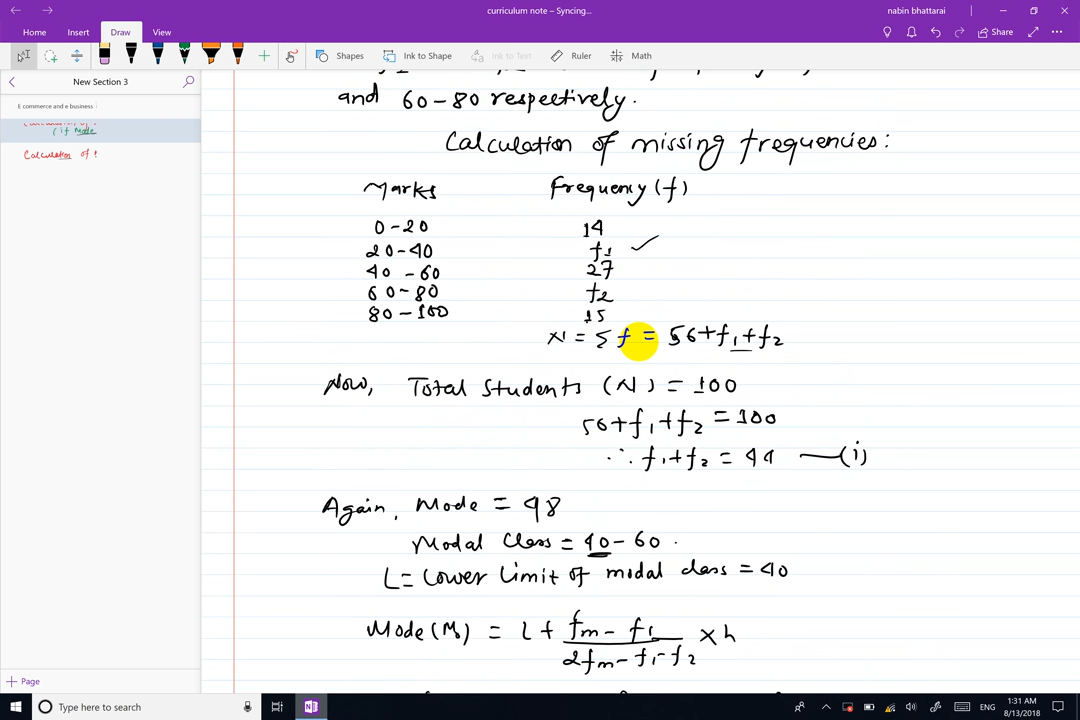 curriculum note – Syncing...
nabin bhattarai
Home Insert Draw View
Share
Shapes Ink to Shape Ink to Text Ruler Math
New Section 3
E commerce and e business
(if mode
Calculation of
and 60-80 respectively.
Calculation of missing frequencies:
Marks Frequency (f)
0-20 14
20-40 f1
40-60 27
60-80 f2
80-100 15
N = Σf = 56+f1+f2
Now, Total Students (N) = 100
56+f1+f2 = 100
∴ f1+f2 = 44 —(i)
Again, Mode = 48
Modal Class = 40-60.
L= Lower Limit of modal class = 40
Mode (Mo) = L + fm - f1 / 2fm - f1 - f2 × h
+ Page
Type here to search
ENG
1:31 AM
8/13/2018